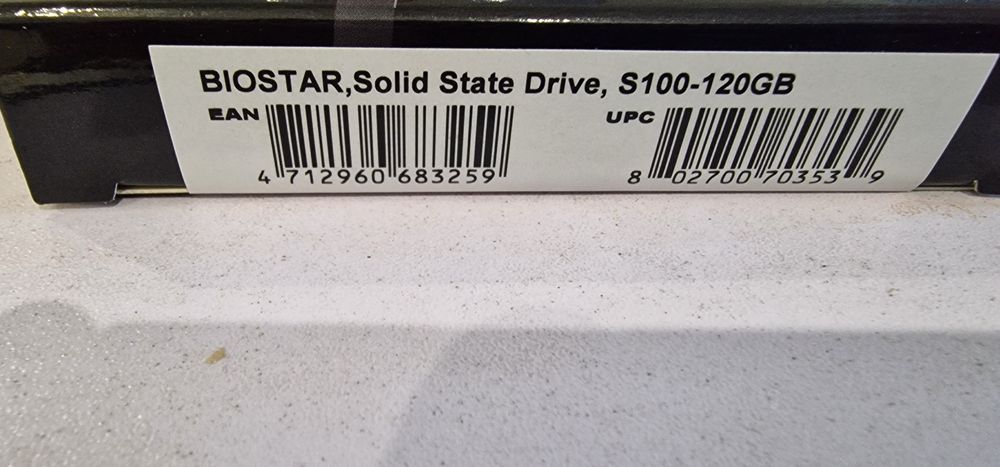 BIOSTAR,Solid State Drive, S100-120GB
EAN
4 712960 683259
UPC
8 02700 70353 9